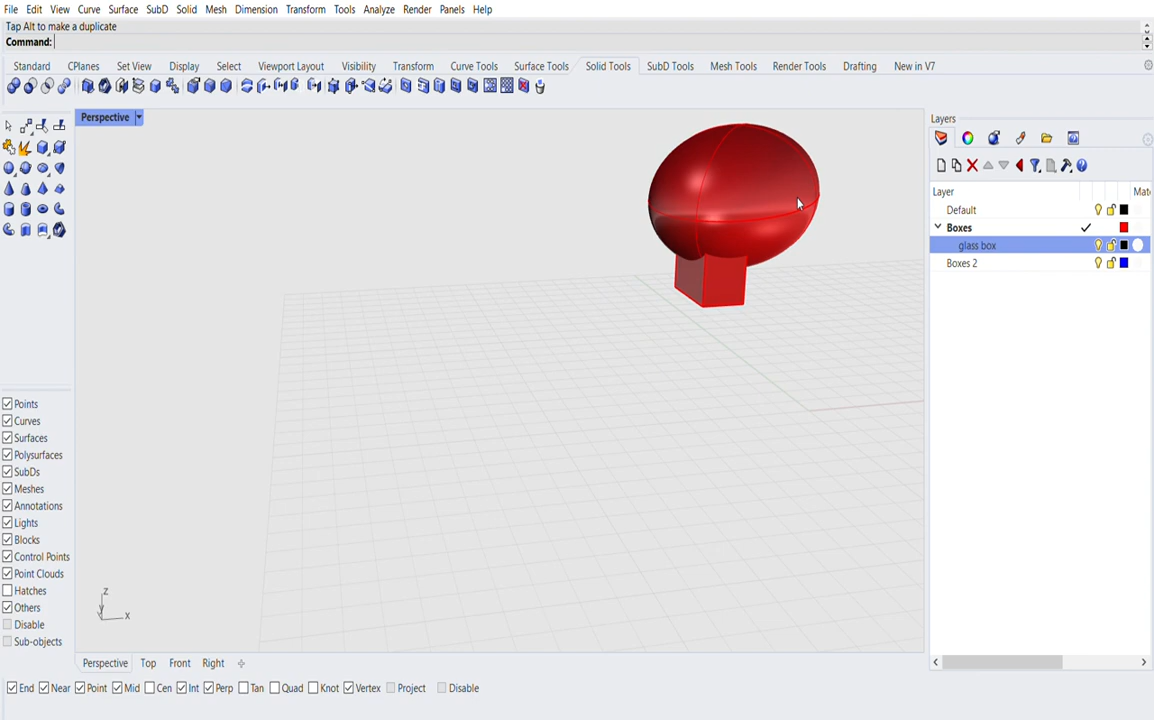 File Edit View Curve Surface SubD Solid Mesh Dimension Transform Tools Analyze Render Panels Help
Tap Alt to make a duplicate
Command:
Standard CPlanes Set View Display Select Viewport Layout Visibility Transform Curve Tools Surface Tools Solid Tools SubD Tools Mesh Tools Render Tools Drafting New in V7
Perspective
Layers
Layer
Default
Boxes
glass box
Boxes 2
z
x
Points
Curves
Surfaces
Polysurfaces
SubDs
Meshes
Annotations
Lights
Blocks
Control Points
Point Clouds
Hatches
Others
Disable
Sub-objects
Perspective Top Front Right
End Near Point Mid Cen Int Perp Tan Quad Knot Vertex Project Disable